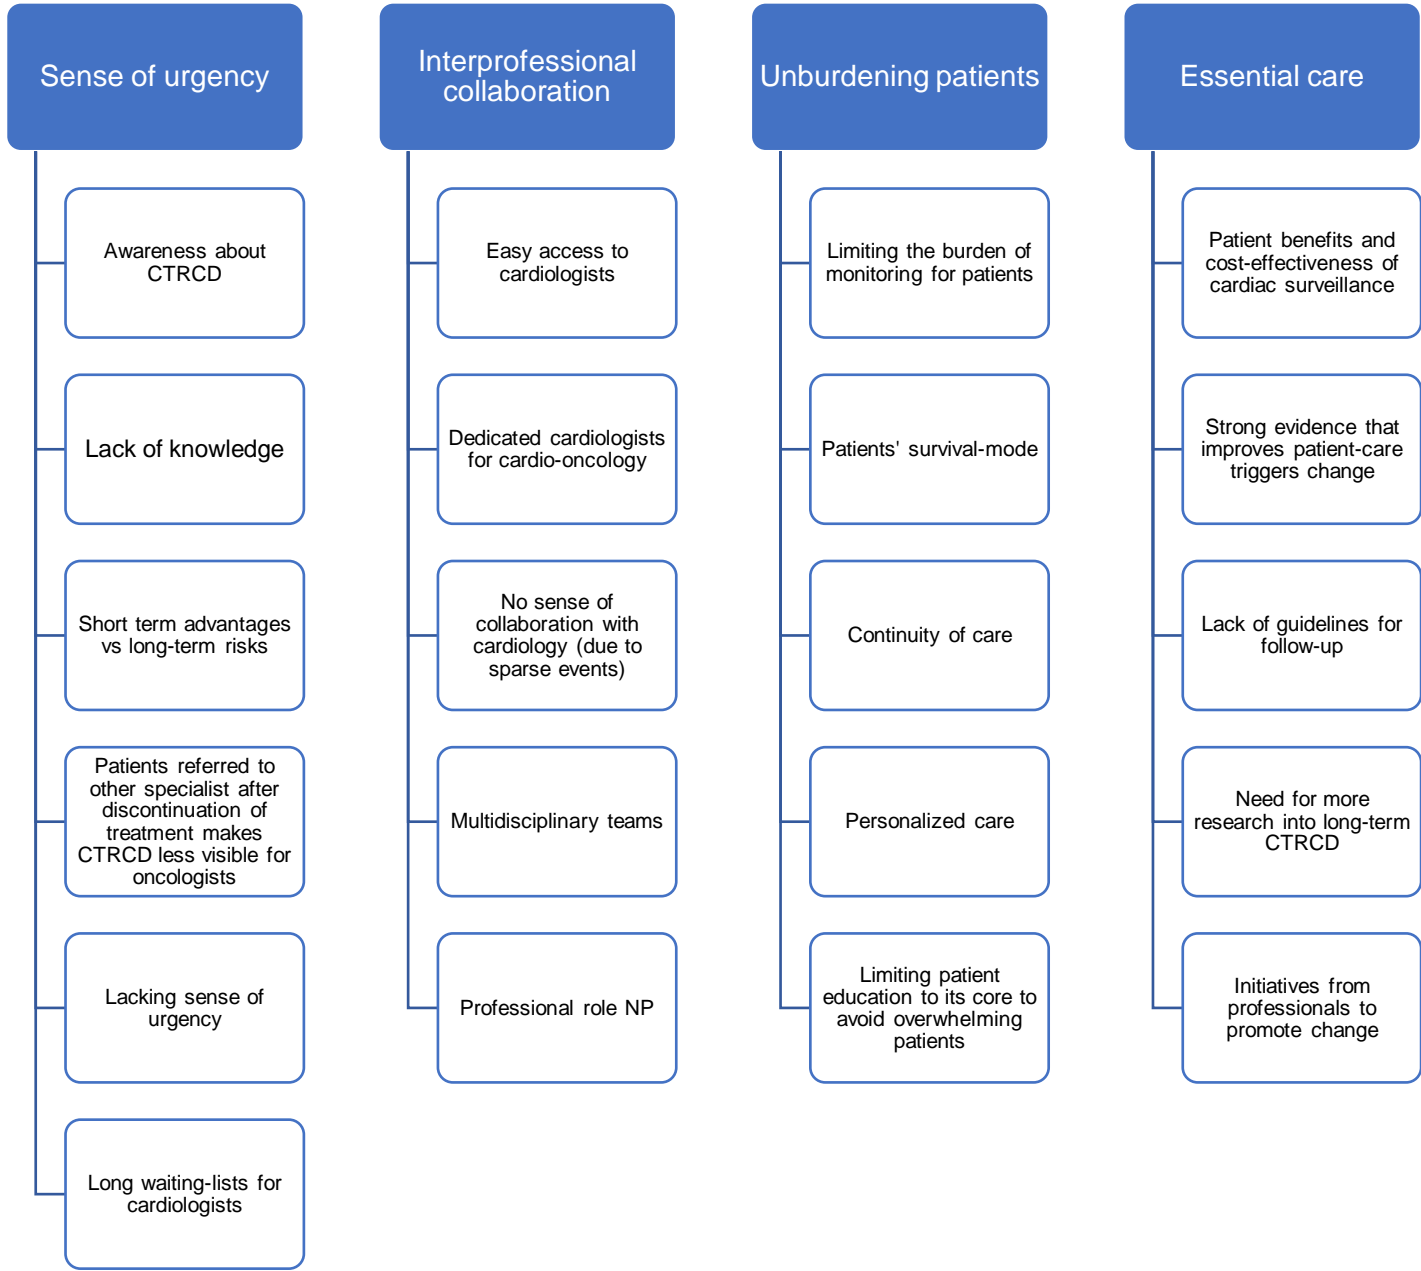 Sense of urgency
Awareness about
CTRCD
Lack of knowledge
Short term advantages
vs long-term risks
Patients referred to
other specialist after
discontinuation of
treatment makes
CTRCD less visible for
oncologists
Lacking sense of
urgency
Long waiting-lists for
cardiologists
Interprofessional
collaboration
Easy access to
cardiologists
Dedicated cardiologists
for cardio-oncology
No sense of
collaboration with
cardiology (due to
sparse events)
Multidisciplinary teams
Professional role NP
Unburdening patients
Limiting the burden of
monitoring for patients
Patients' survival-mode
Continuity of care
Personalized care
Limiting patient
education to its core to
avoid overwhelming
patients
Essential care
Patient benefits and
cost-effectiveness of
cardiac surveillance
Strong evidence that
improves patient-care
triggers change
Lack of guidelines for
follow-up
Need for more
research into long-term
CTRCD
Initiatives from
professionals to
promote change